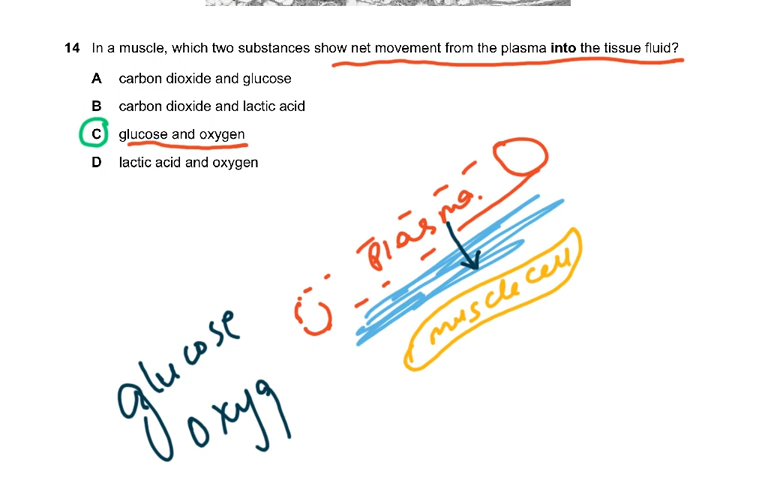 14 In a muscle, which two substances show net movement from the plasma into the tissue fluid?
A carbon dioxide and glucose
B carbon dioxide and lactic acid
C glucose and oxygen
D lactic acid and oxygen
Plasma.
muscle cell
glucose
oxyg